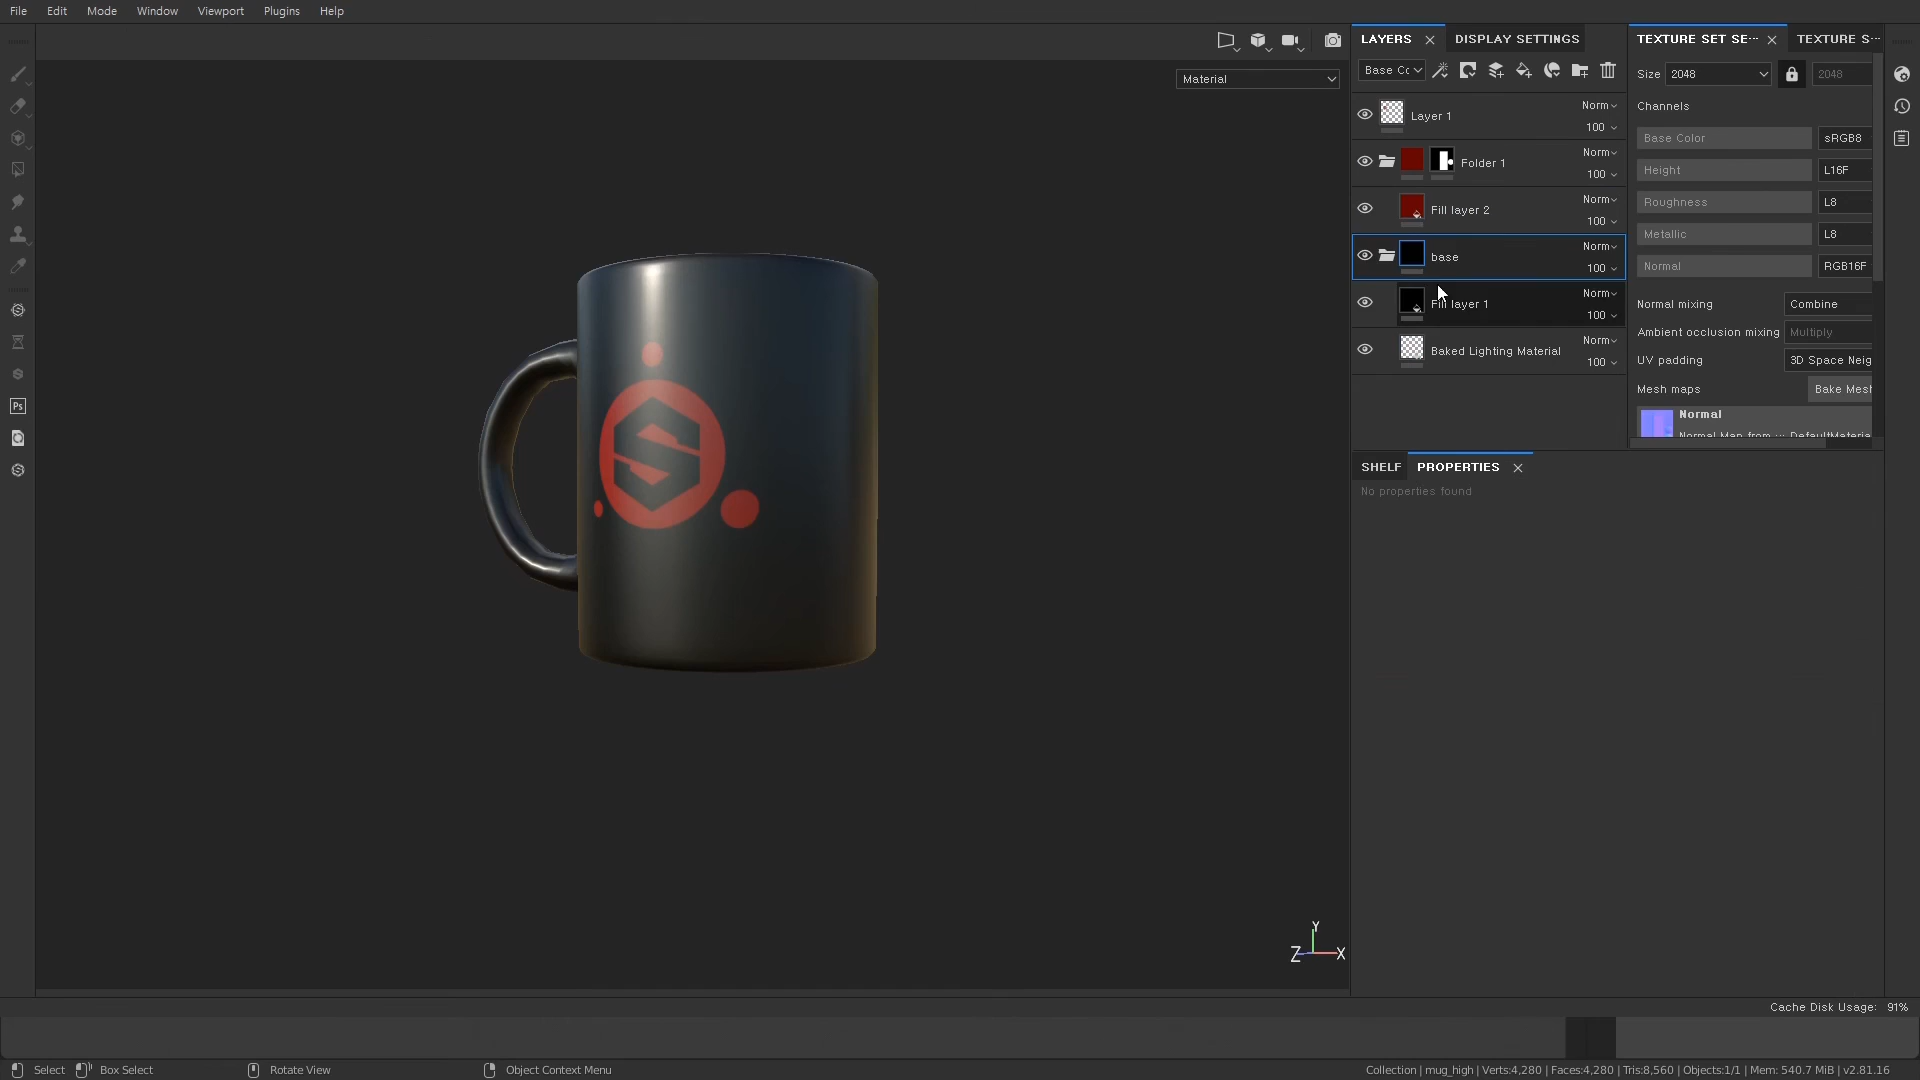 File Edit Mode Window Viewport Plugins Help
Material
LAYERS DISPLAY SETTINGS
Norm
Layer 1
100
Norm
Folder 1
100
Norm
Fill layer 2
100
Norm
base
100
Norm
Fill layer 1
100
Norm
Baked Lighting Material
100
TEXTURE SET SE··· TEXTURE S···
Size 2048 2048
Channels
Base Color sRGB8
Height L16F
Roughness L8
Metallic L8
Normal RGB16F
Normal mixing Combine
Ambient occlusion mixing Multiply
UV padding 3D Space Neig
Mesh maps Bake Mesh
Normal
Normal Map from ··· DefaultMateria
SHELF PROPERTIES
No properties found
Ps
Y
Z X
Cache Disk Usage: 91%
Select Box Select Rotate View Object Context Menu
Collection | mug_high | Verts:4,280 | Faces:4,280 | Tris:8,560 | Objects:1/1 | Mem: 540.7 MiB | v2.81.16